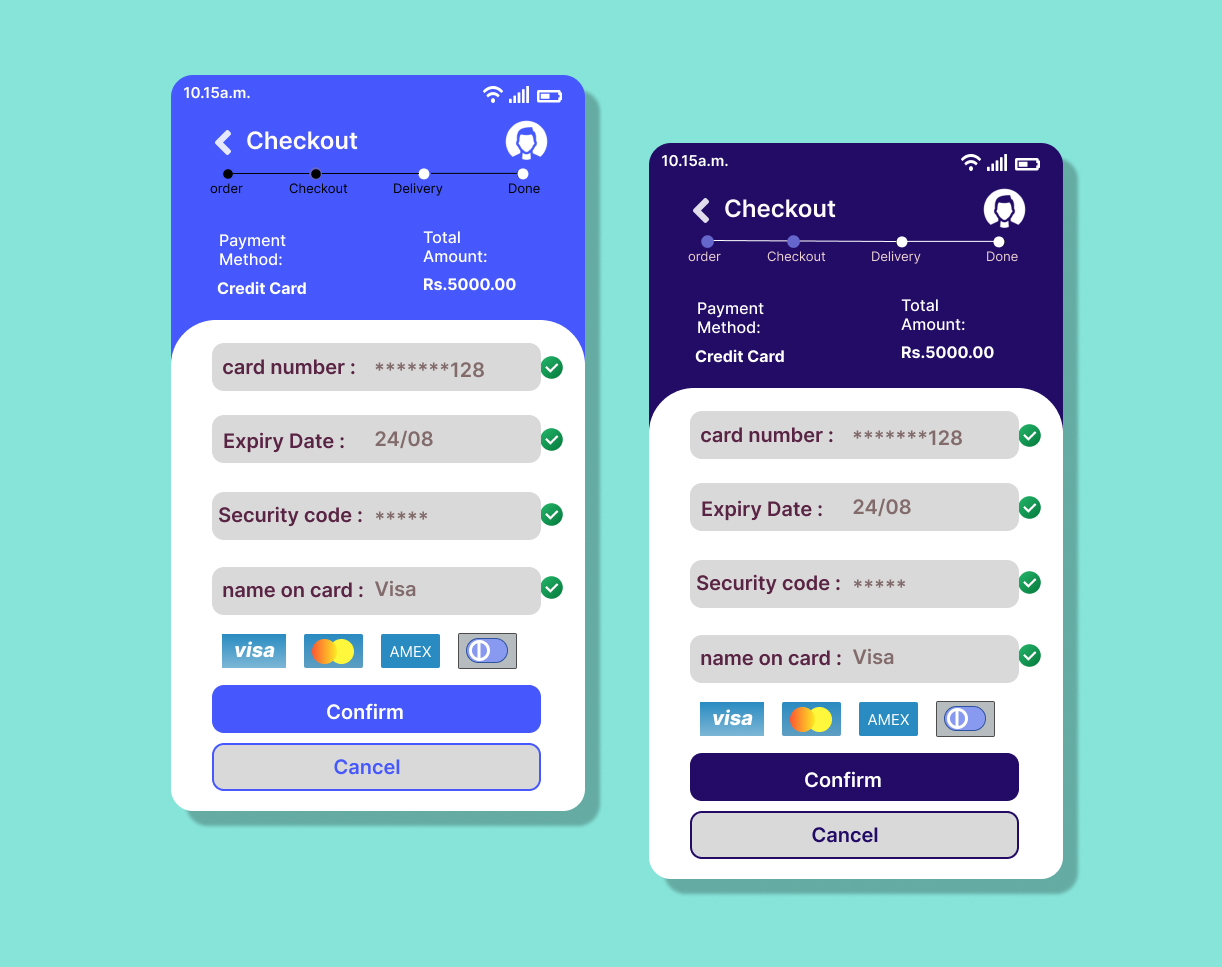 10.15a.m.
Checkout
order Checkout Delivery Done
Payment
Method:
Credit Card
Total
Amount:
Rs.5000.00
card number : *******128
Expiry Date : 24/08
Security code : *****
name on card : Visa
VISA AMEX
Confirm
Cancel
10.15a.m.
Checkout
order Checkout Delivery Done
Payment
Method:
Credit Card
Total
Amount:
Rs.5000.00
card number : *******128
Expiry Date : 24/08
Security code : *****
name on card : Visa
VISA AMEX
Confirm
Cancel